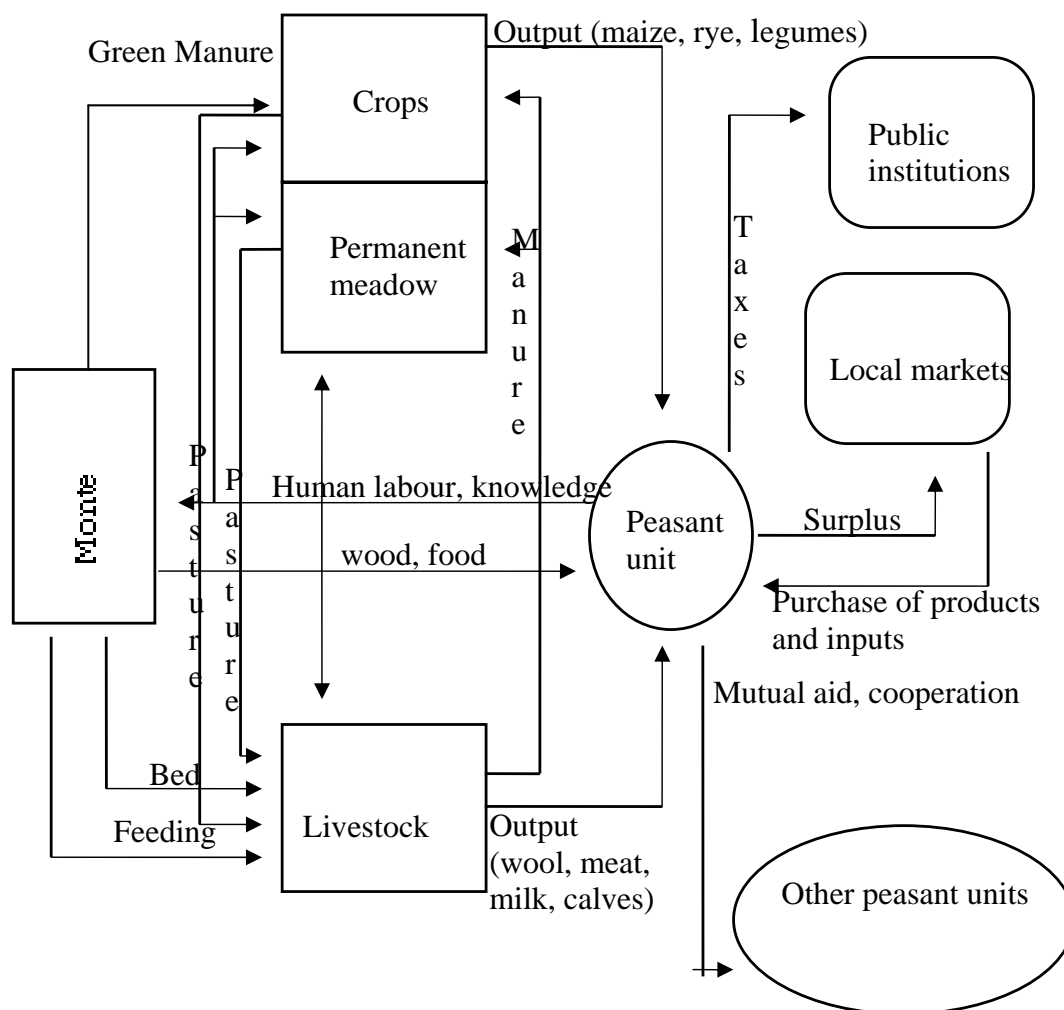 Output (maize, rye, legumes)
Green Manure
Crops
Public
institutions
Taxes
Permanent
meadow
Manure
Local markets
Monte
Pasture
Pasture
Human labour, knowledge
Peasant
unit
Surplus
wood, food
Purchase of products
and inputs
Mutual aid, cooperation
Bed
Feeding
Livestock
Output
(wool, meat,
milk, calves)
Other peasant units